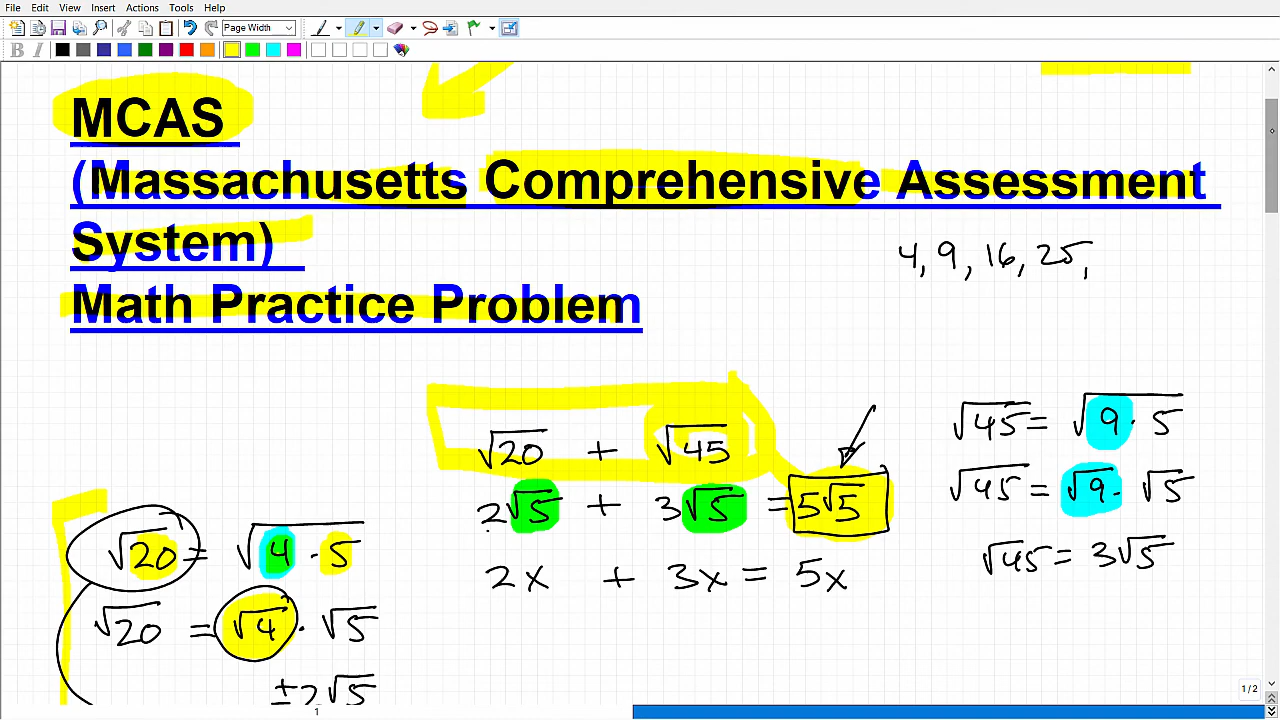 File Edit View Insert Actions Tools Help
Page Width
B I
MCAS
(Massachusetts Comprehensive Assessment
System)
Math Practice Problem
4, 9, 16, 25,
√20 + √45
2√5 + 3√5 = 5√5
2x + 3x = 5x
√45 = √9·5
√45 = √9· √5
√45 = 3√5
√20 = √4·5
√20 = √4· √5
±2√5
1/2
1